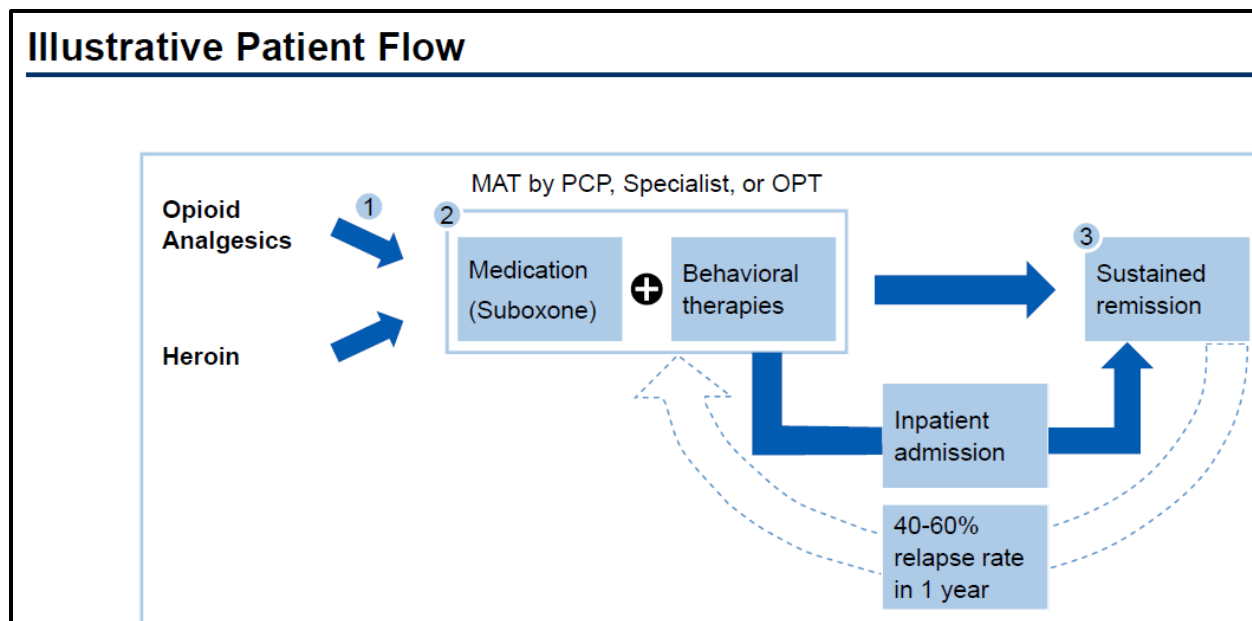 Illustrative Patient Flow
MAT by PCP, Specialist, or OPT
Opioid
Analgesics
1
2
3
Medication
(Suboxone)
Behavioral
therapies
Sustained
remission
Heroin
Inpatient
admission
40-60%
relapse rate
in 1 year